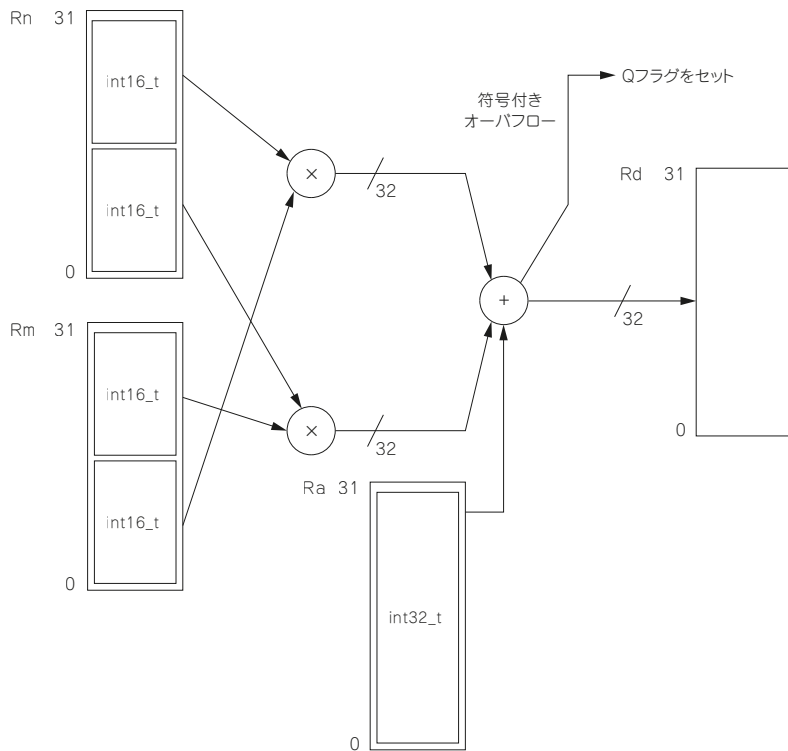 Rn 31
int16_t
int16_t
0
Rm 31
int16_t
int16_t
0
×
32
×
32
符号付き
オーバフロー
Qフラグをセット
+
32
Ra 31
int32_t
0
Rd 31
0